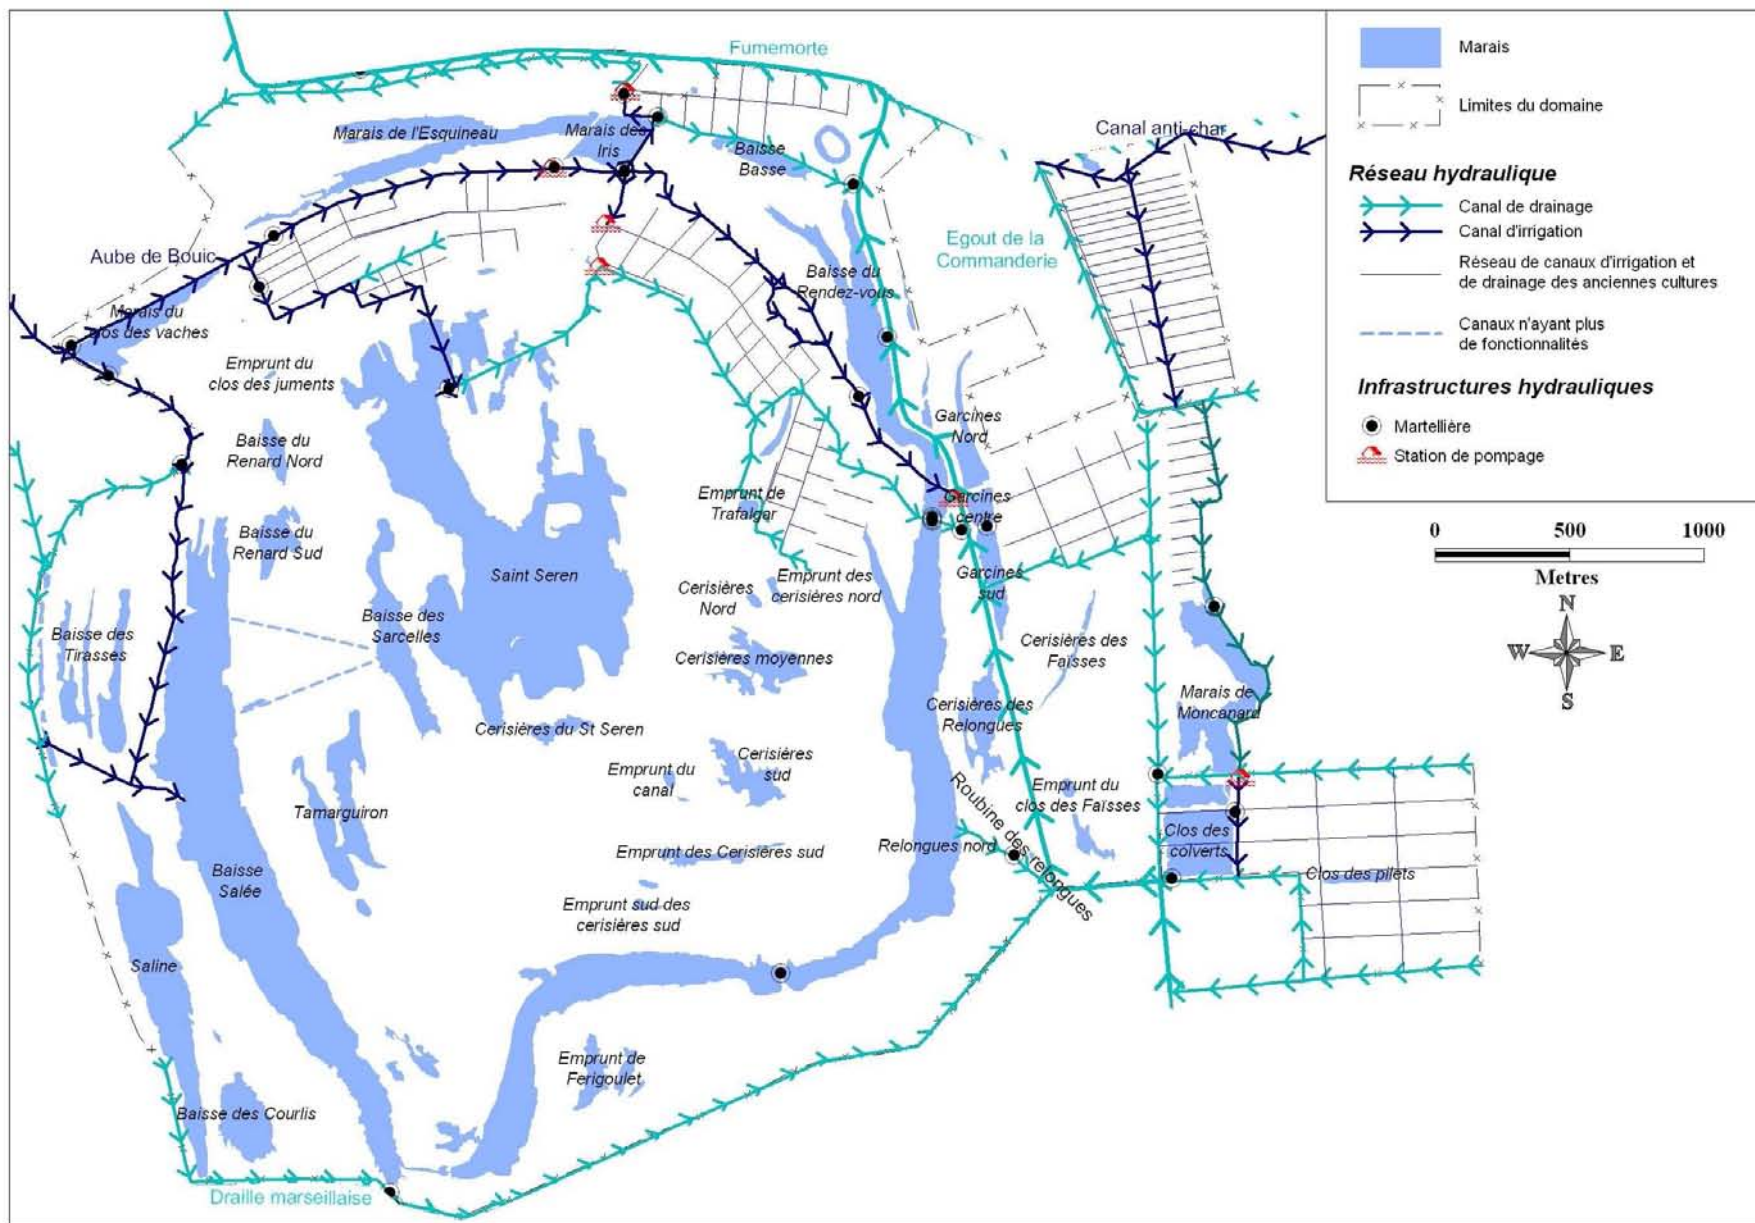 Fumemorte
Marais de l'Esquineau
Marais des
Iris
Baisse
Basse
Canal anti-char
Aube de Bouic
Egout de la
Commanderie
Marais du
clos des vaches
Baisse du
Rendez-vous
Emprunt du
clos des juments
Garcines
Nord
Baisse du
Renard Nord
Emprunt de
Trafalgar
Garcines
centre
Baisse du
Renard Sud
Saint Seren
Emprunt des
cerisières nord
Garcines
sud
Cerisières
Nord
Baisse des
Sarcelles
Baisse des
Tirasses
Cerisières des
Faïsses
Cerisières moyennes
Marais de
Moncanard
Cerisières des
Relongues
Cerisières du St Seren
Cerisières
sud
Emprunt du
canal
Emprunt du
clos des Faïsses
Tamarguiron
Roubine des relongues
Relongues nord
Clos des
colverts
Emprunt des Cerisières sud
Clos des pilets
Baisse
Salée
Emprunt sud des
cerisières sud
Saline
Emprunt de
Ferigoulet
Baisse des Courlis
Draille marseillaise
Marais
Limites du domaine
Réseau hydraulique
Canal de drainage
Canal d'irrigation
Réseau de canaux d'irrigation et
de drainage des anciennes cultures
Canaux n'ayant plus
de fonctionnalités
Infrastructures hydrauliques
Martellière
Station de pompage
0 500 1000
Metres
N
W E
S